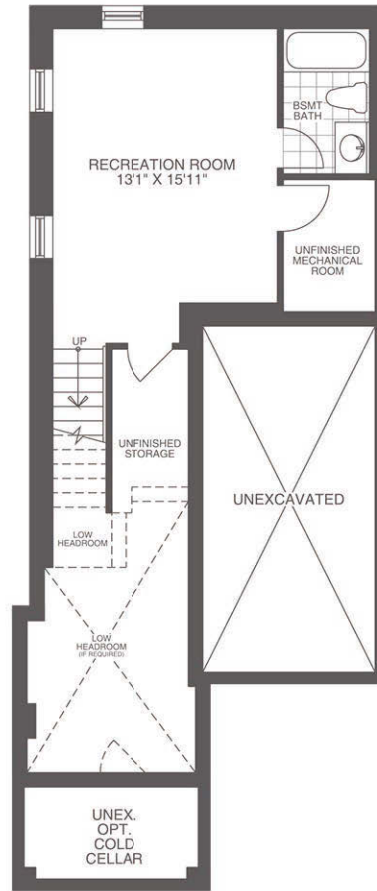 BSMT
BATH
RECREATION ROOM
13'1" X 15'11"
UNFINISHED
MECHANICAL
ROOM
UP
UNFINISHED
STORAGE
UNEXCAVATED
LOW
HEADROOM
LOW
HEADROOM
(IF REQUIRED)
UNEX.
OPT.
COLD
CELLAR